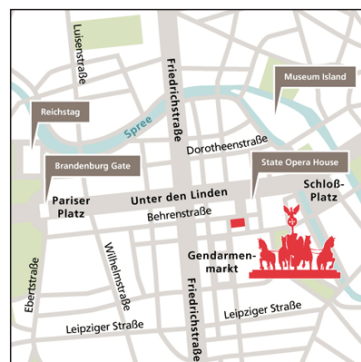 Luisenstraße
Friedrichstraße
Museum Island
Reichstag
Spree
Dorotheenstraße
Brandenburg Gate
State Opera House
Schloß-
Platz
Pariser
Platz
Unter den Linden
Behrenstraße
Ebertstraße
Wilhelmstraße
Gendarmen-
markt
Friedrichstraße
Leipziger Straße
Leipziger Straße